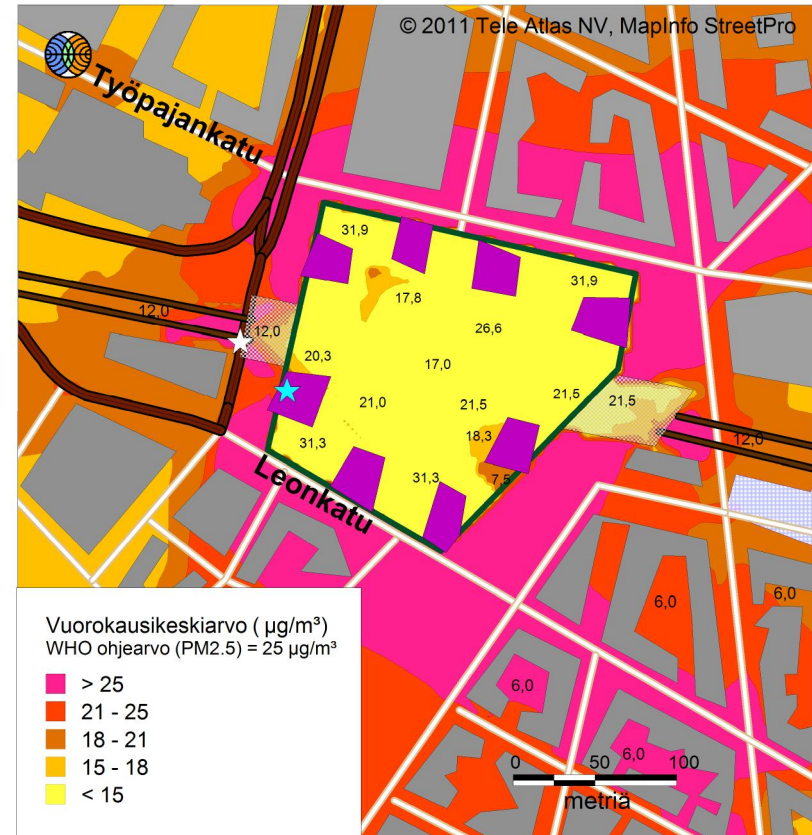 © 2011 Tele Atlas NV, MapInfo StreetPro
Työpajankatu
31,9
31,9
17,8
12,0
12,0
26,6
20,3
17,0
21,5
21,5
21,0
21,5
18,3
12,0
31,3
31,3
7,5
Leonkatu
6,0
6,0
6,0
6,0
Vuorokausikeskiarvo ( µg/m³)
WHO ohjearvo (PM2.5) = 25 µg/m³
> 25
21 - 25
18 - 21
15 - 18
< 15
0 50 100
metriä